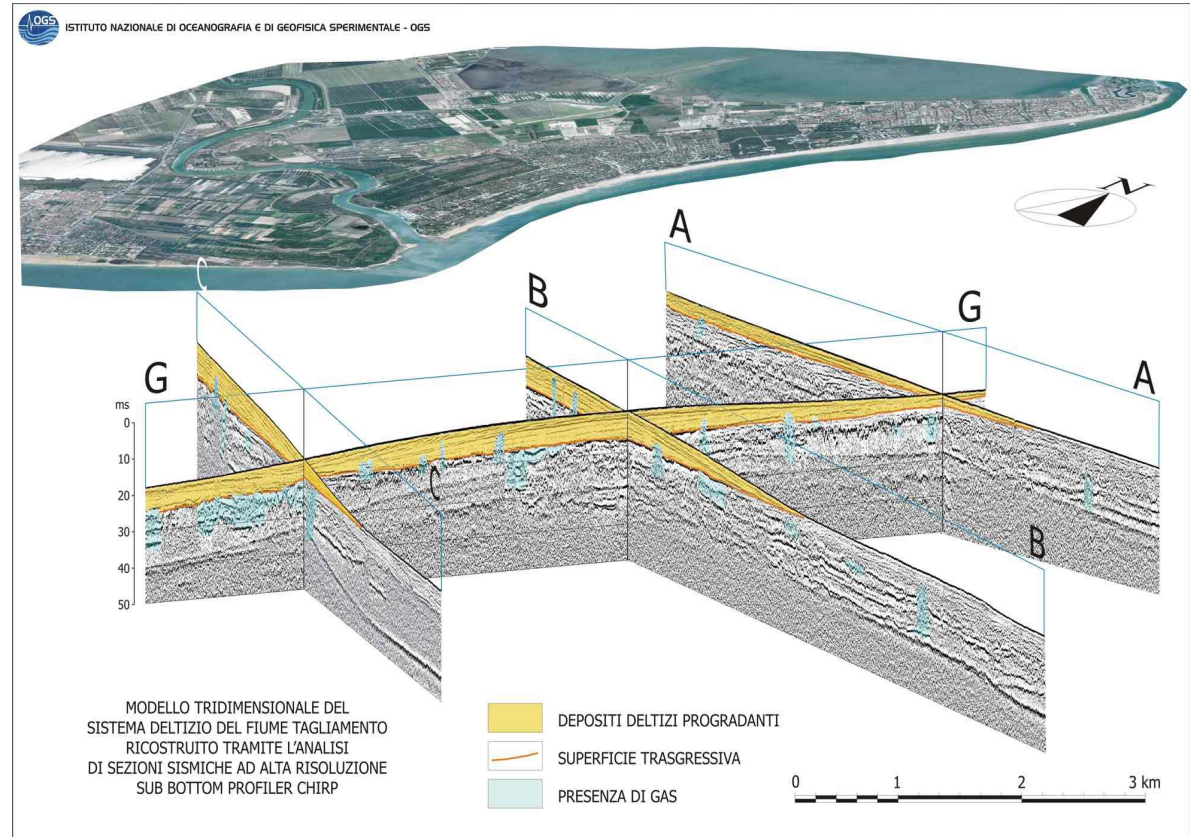 OGS
ISTITUTO NAZIONALE DI OCEANOGRAFIA E DI GEOFISICA SPERIMENTALE - OGS
N
A
C
B
G
G
A
ms
0
10
20
30
40
50
C
B
MODELLO TRIDIMENSIONALE DEL
SISTEMA DELTIZIO DEL FIUME TAGLIAMENTO
RICOSTRUITO TRAMITE L'ANALISI
DI SEZIONI SISMICHE AD ALTA RISOLUZIONE
SUB BOTTOM PROFILER CHIRP
DEPOSITI DELTIZI PROGRADANTI
SUPERFICIE TRASGRESSIVA
PRESENZA DI GAS
0 1 2 3 km